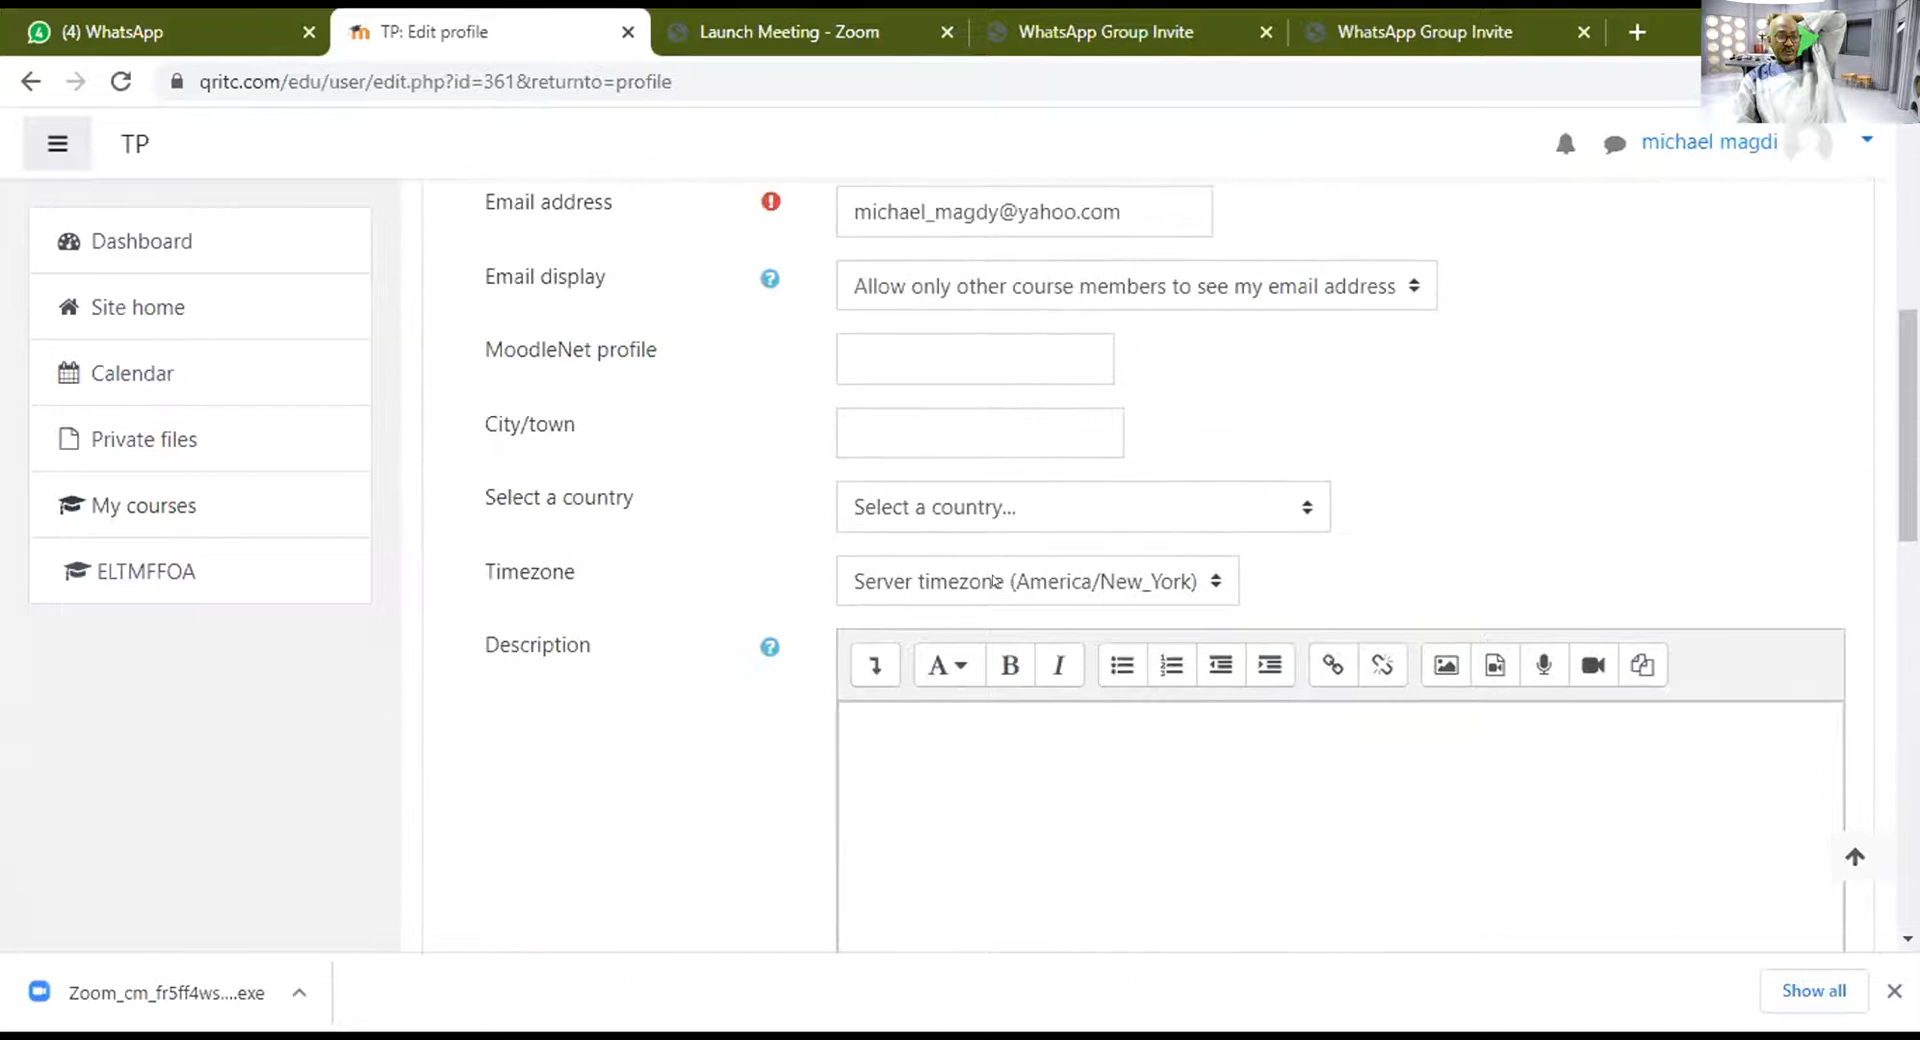 (4) WhatsApp
TP: Edit profile
Launch Meeting - Zoom
WhatsApp Group Invite
WhatsApp Group Invite
qritc.com/edu/user/edit.php?id=361&returnto=profile
TP
michael magdi
Email address
michael_magdy@yahoo.com
Dashboard
Email display
Allow only other course members to see my email address
Site home
MoodleNet profile
Calendar
City/town
Private files
Select a country
Select a country...
My courses
Timezone
Server timezone (America/New_York)
ELTMFFOA
Description
A B I
Zoom_cm_fr5ff4ws....exe
Show all